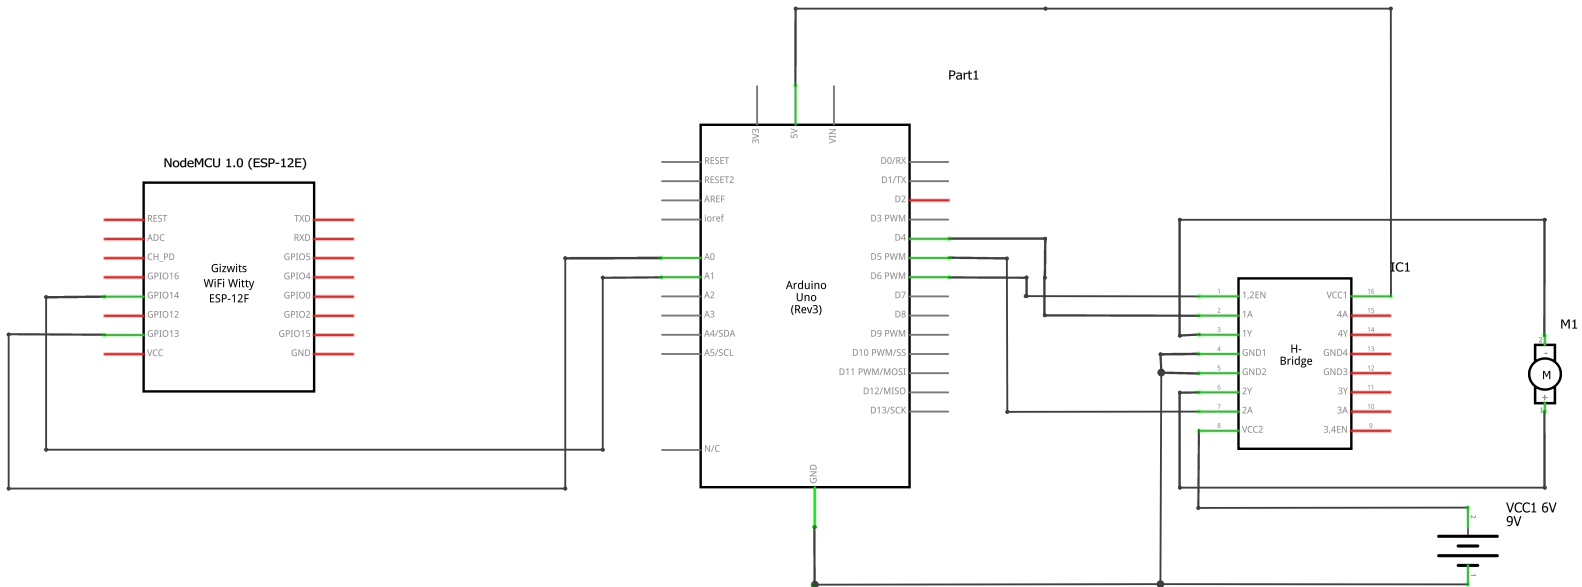 Part1
3V3
5V
VIN
NodeMCU 1.0 (ESP-12E)
REST
ADC
CH_PD
GPIO16
GPIO14
GPIO12
GPIO13
VCC
Gizwits
WiFi Witty
ESP-12F
TXD
RXD
GPIO5
GPIO4
GPIO0
GPIO2
GPIO15
GND
RESET
RESET2
AREF
ioref
A0
A1
A2
A3
A4/SDA
A5/SCL
N/C
Arduino
Uno
(Rev3)
D0/RX
D1/TX
D2
D3 PWM
D4
D5 PWM
D6 PWM
D7
D8
D9 PWM
D10 PWM/SS
D11 PWM/MOSI
D12/MISO
D13/SCK
GND
IC1
1 1,2EN
2 1A
3 1Y
4 GND1
5 GND2
6 2Y
7 2A
8 VCC2
H-
Bridge
VCC1 16
4A 15
4Y 14
GND4 13
GND3 12
3Y 11
3A 10
3,4EN 9
M1
2
-
M
+
1
VCC1 6V
9V
2
1